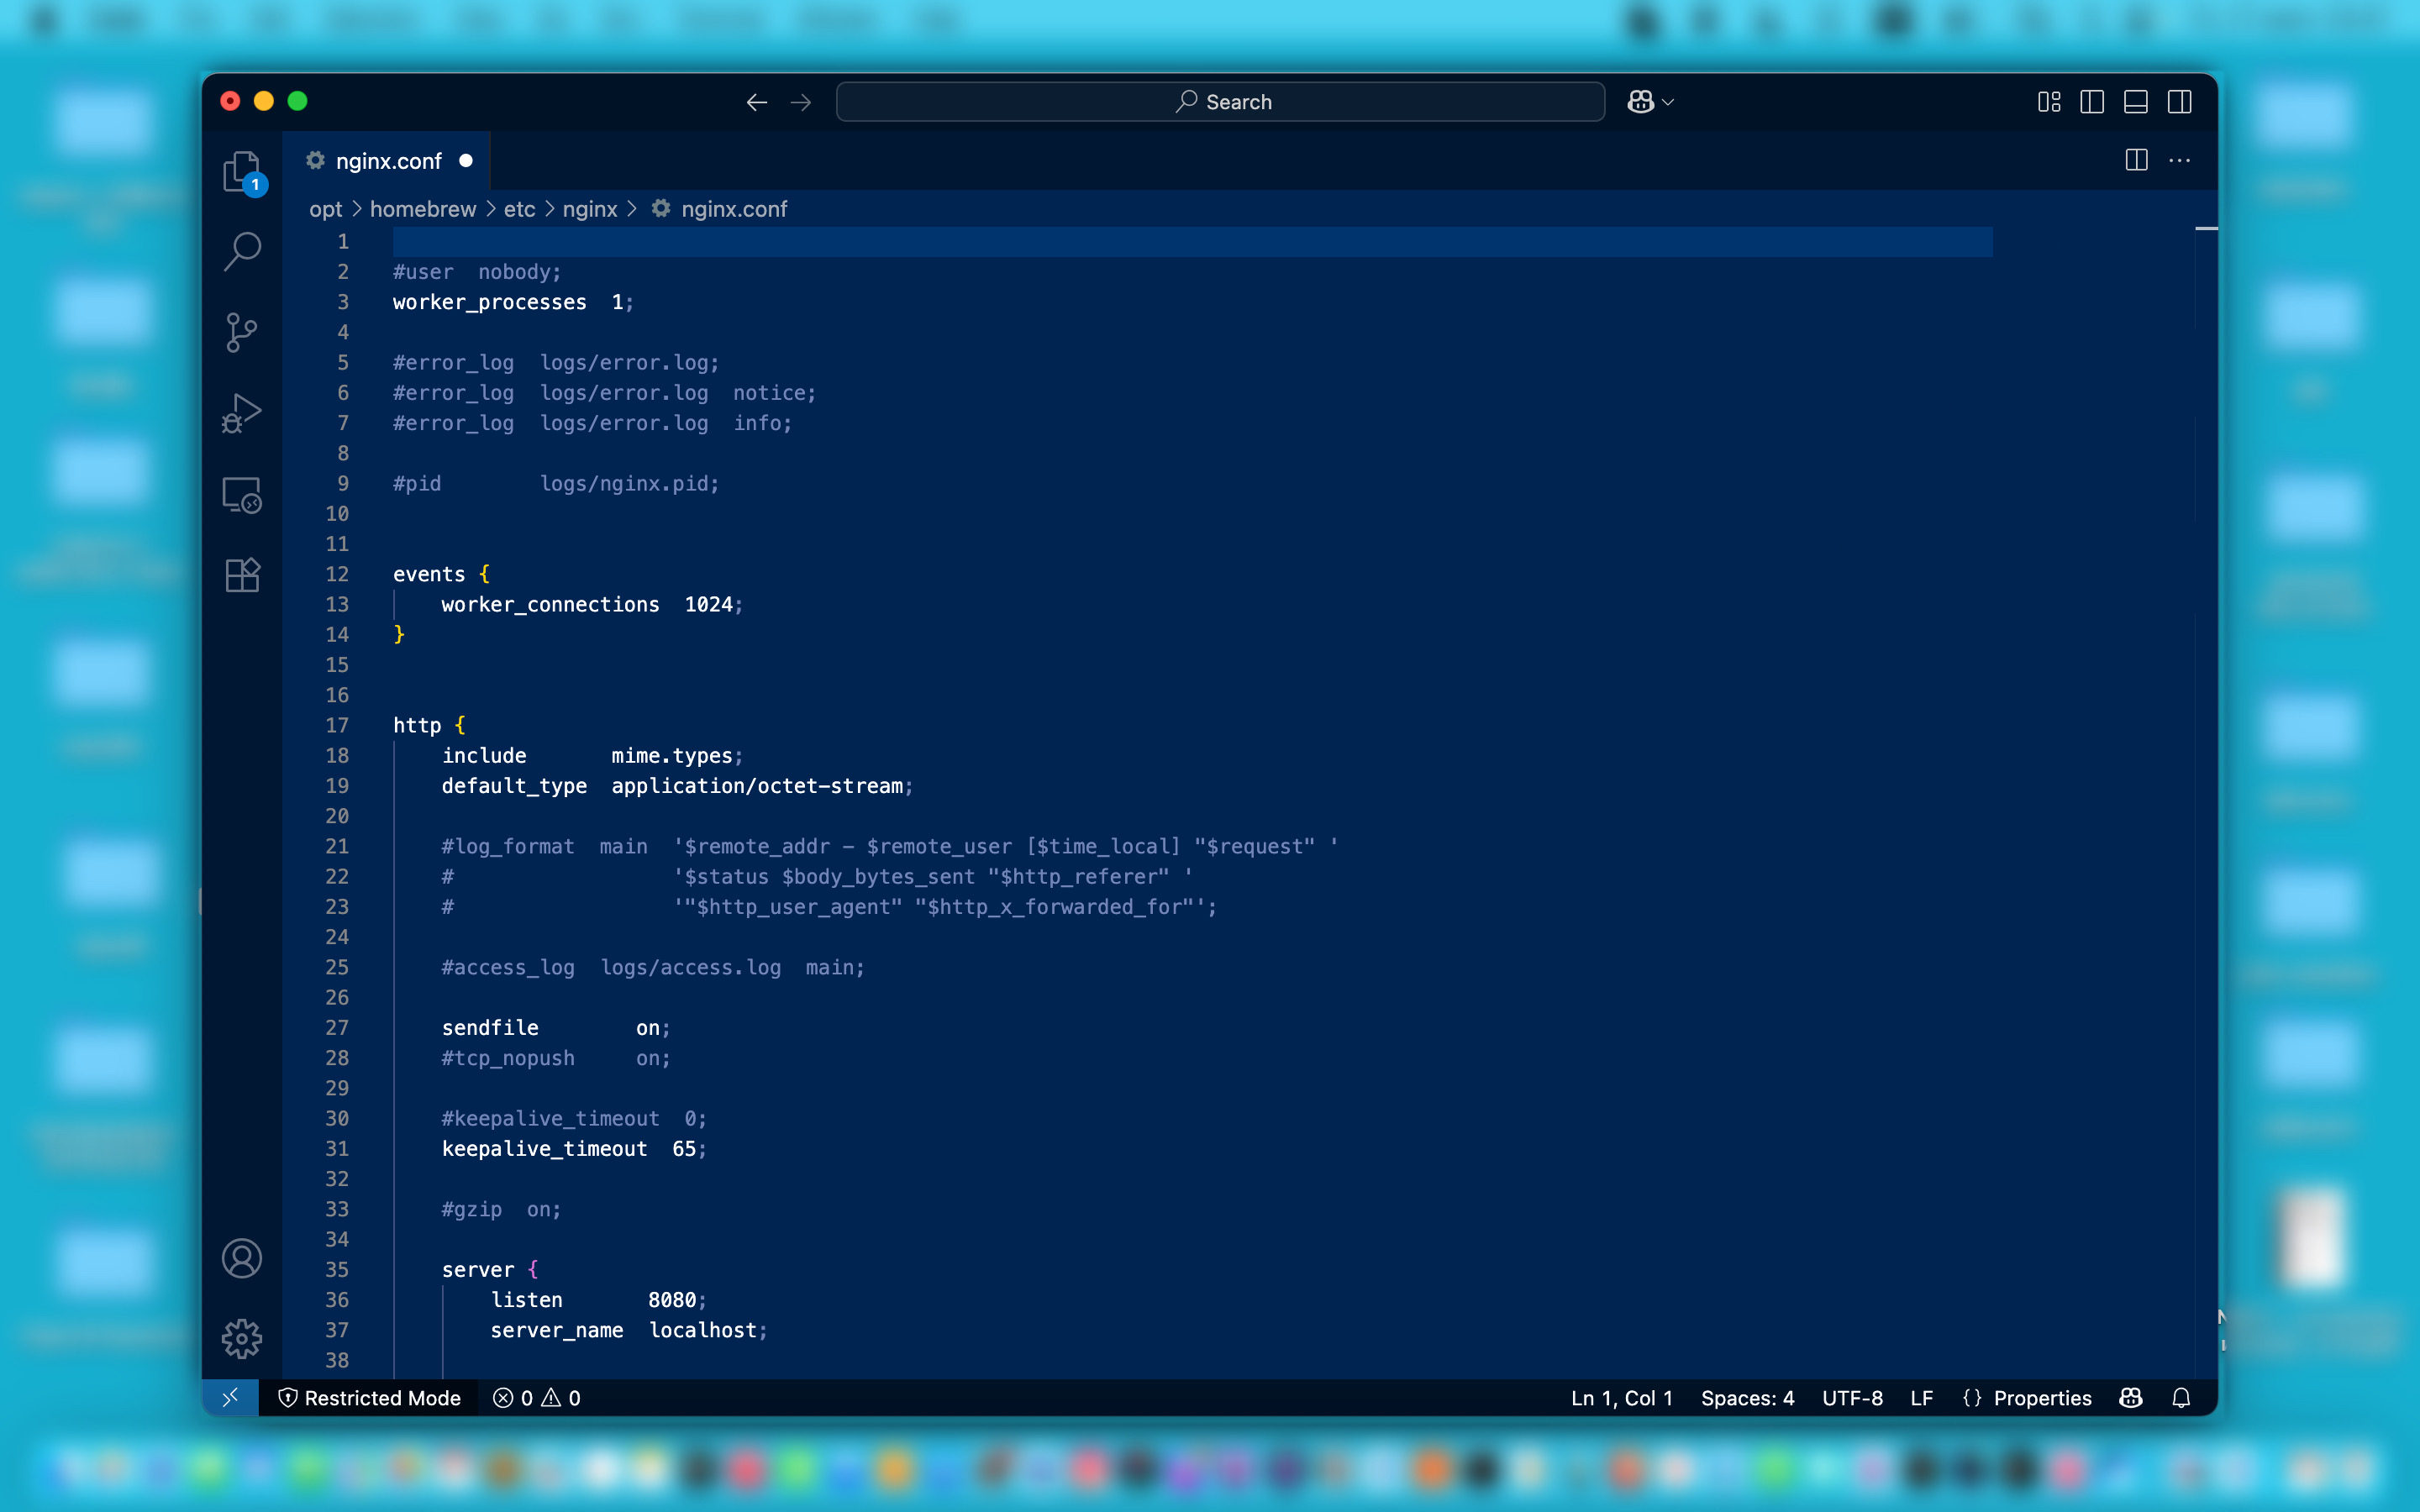 Search
1
nginx.conf
opt > homebrew > etc > nginx > nginx.conf
1
2 #user  nobody;
3 worker_processes  1;
4
5 #error_log  logs/error.log;
6 #error_log  logs/error.log  notice;
7 #error_log  logs/error.log  info;
8
9 #pid        logs/nginx.pid;
10
11
12 events {
13     worker_connections  1024;
14 }
15
16
17 http {
18     include       mime.types;
19     default_type  application/octet-stream;
20
21     #log_format  main  '$remote_addr - $remote_user [$time_local] "$request" '
22     #                  '$status $body_bytes_sent "$http_referer" '
23     #                  '"$http_user_agent" "$http_x_forwarded_for"';
24
25     #access_log  logs/access.log  main;
26
27     sendfile        on;
28     #tcp_nopush     on;
29
30     #keepalive_timeout  0;
31     keepalive_timeout  65;
32
33     #gzip  on;
34
35     server {
36         listen       8080;
37         server_name  localhost;
38
Restricted Mode 0 0 Ln 1, Col 1 Spaces: 4 UTF-8 LF {} Properties